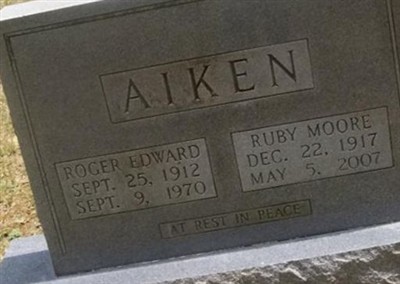 AIKEN
ROGER EDWARD
SEPT. 25, 1912
SEPT. 9, 1970
RUBY MOORE
DEC. 22, 1917
MAY 5, 2007
AT REST IN PEACE